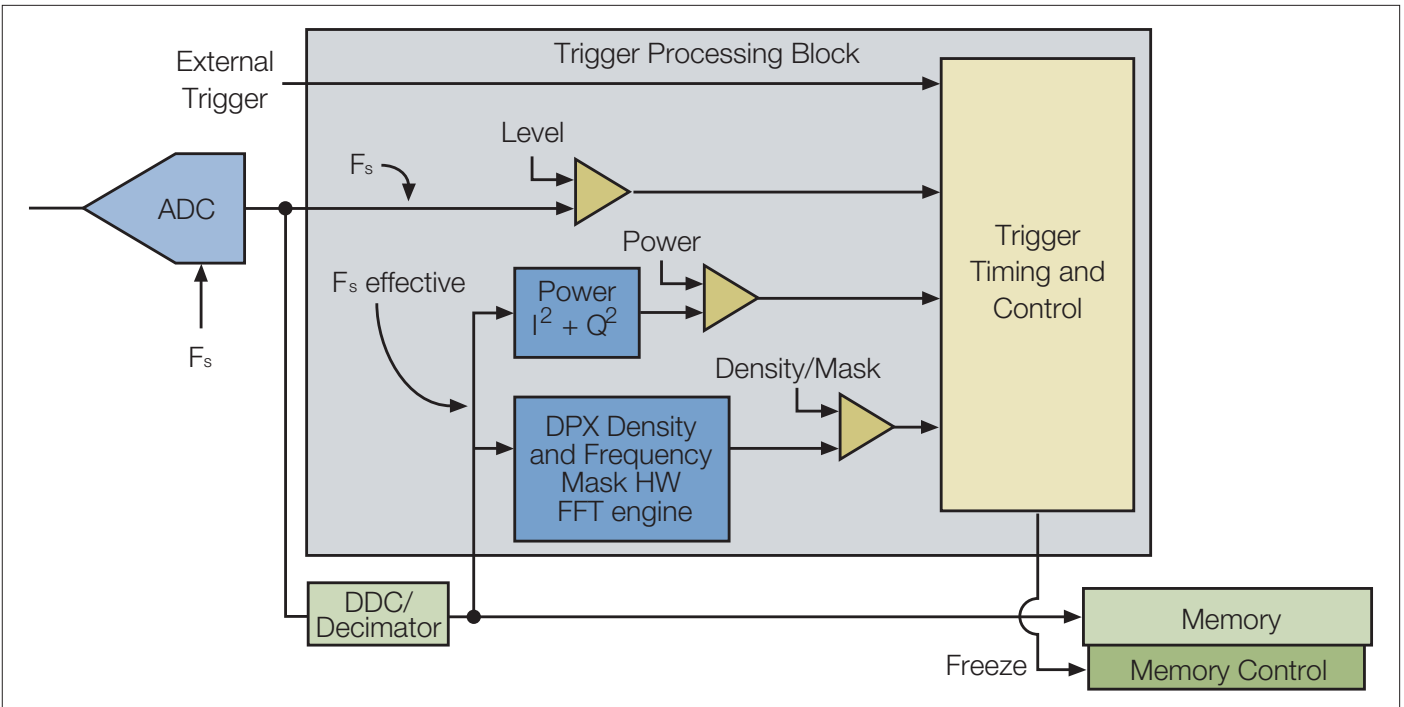 Trigger Processing Block
External
Trigger
Level
Fs
ADC
Fs
Power
Fs effective
Power
I² + Q²
Trigger
Timing and
Control
Density/Mask
DPX Density
and Frequency
Mask HW
FFT engine
DDC/
Decimator
Memory
Freeze
Memory Control